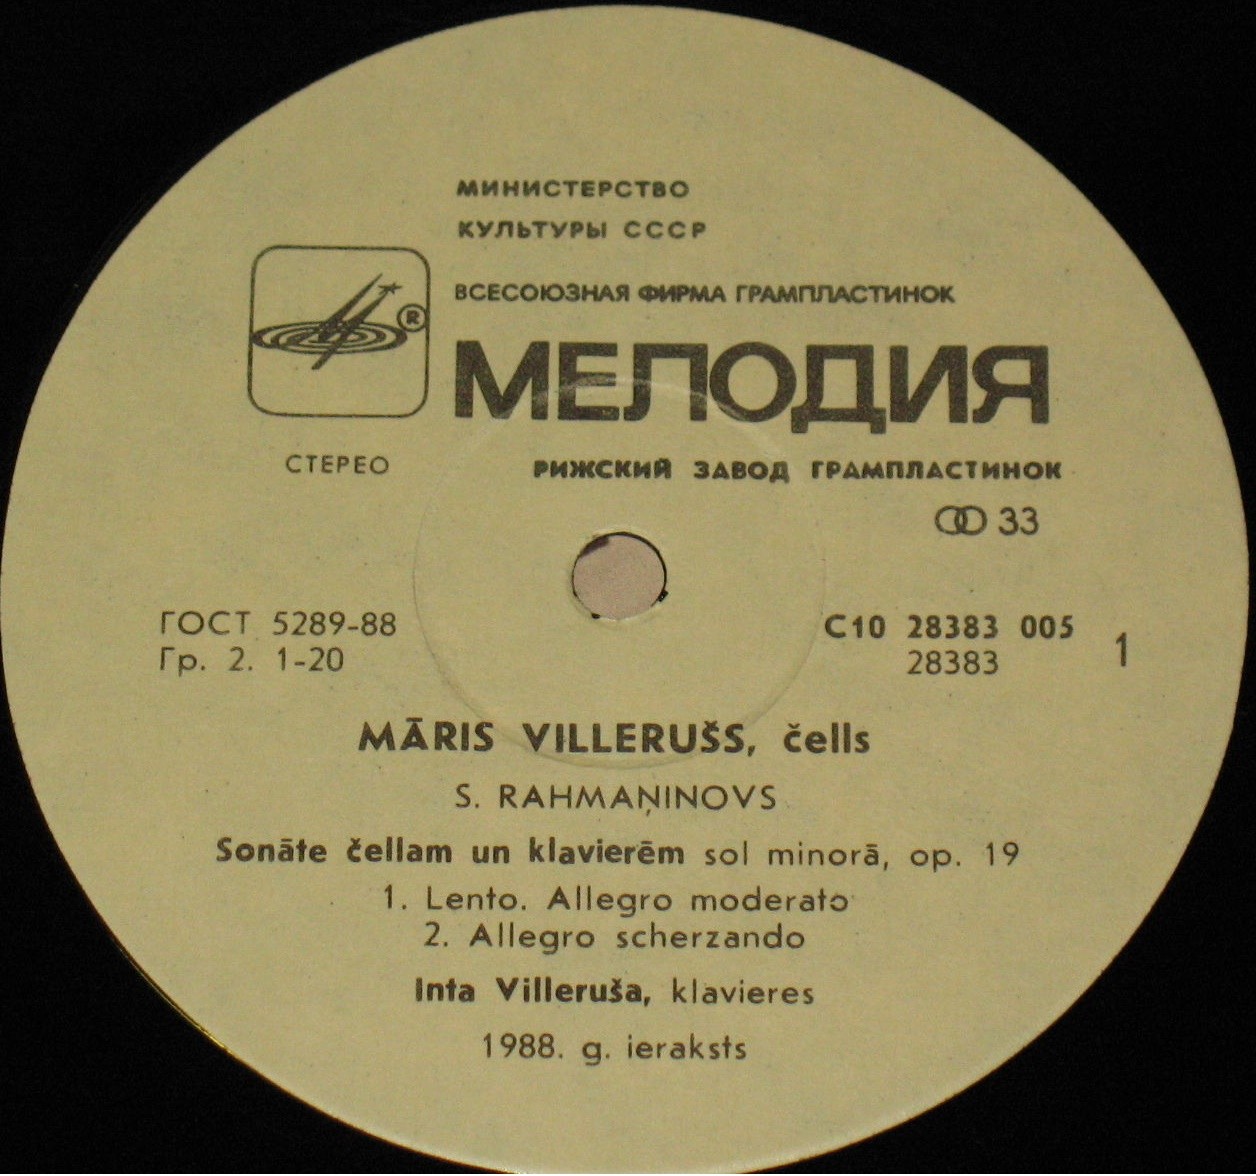 МИНИСТЕРСТВО
КУЛЬТУРЫ СССР
ВСЕСОЮЗНАЯ ФИРМА ГРАМПЛАСТИНОК
®
МЕЛОДИЯ
СТЕРЕО
РИЖСКИЙ ЗАВОД ГРАМПЛАСТИНОК
33
ГОСТ 5289-88
Гр. 2. 1-20
С10 28383 005
28383
1
MĀRIS VILLERUŠS, čells
S. RAHMAŅINOVS
Sonāte čellam un klavierēm sol minorā, op. 19
1. Lento. Allegro moderato
2. Allegro scherzando
Inta Villeruša, klavieres
1988. g. ieraksts